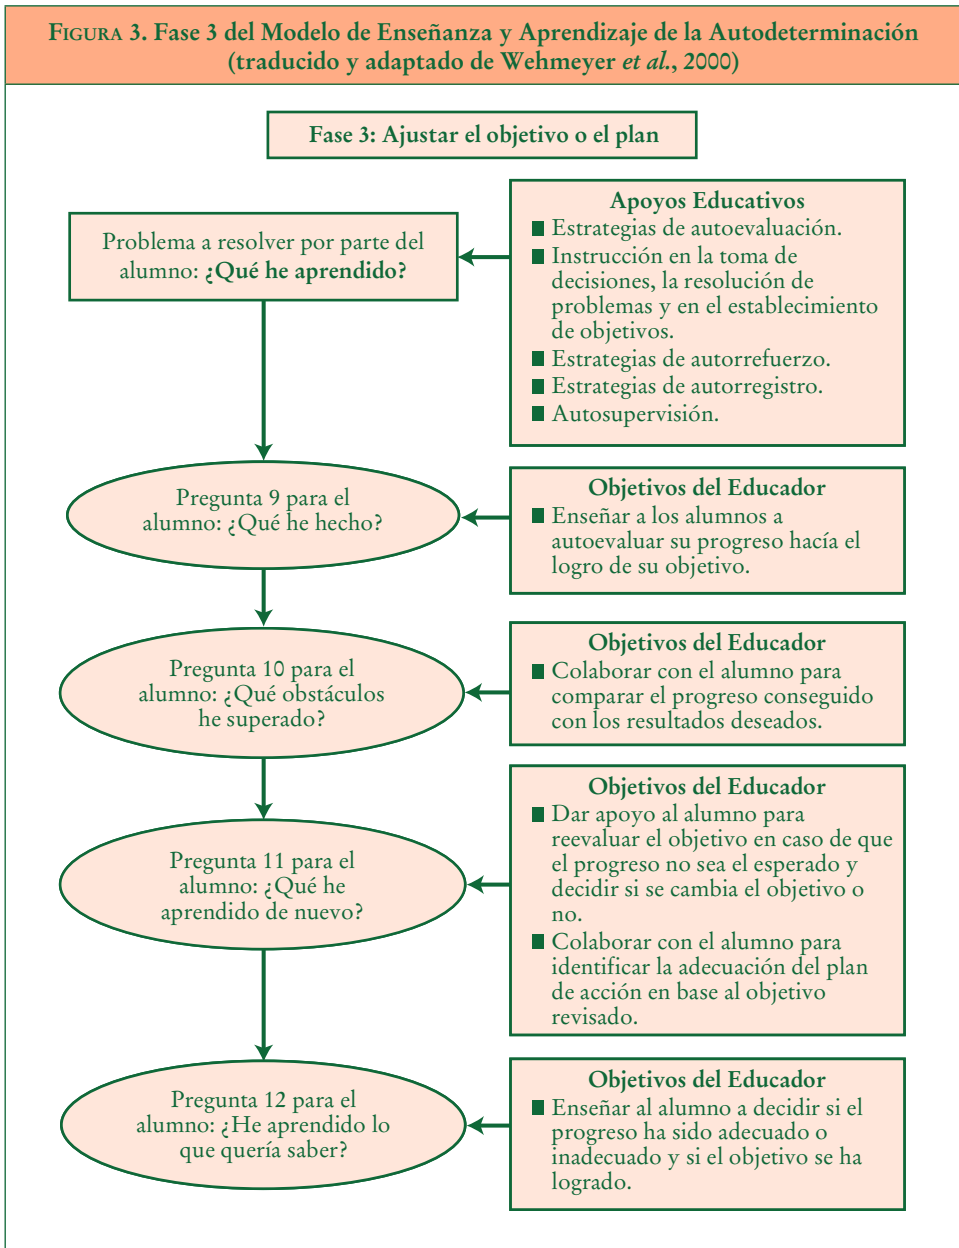 FIGURA 3. Fase 3 del Modelo de Enseñanza y Aprendizaje de la Autodeterminación
(traducido y adaptado de Wehmeyer et al., 2000)
Fase 3: Ajustar el objetivo o el plan
Problema a resolver por parte del
alumno: ¿Qué he aprendido?
Apoyos Educativos
■ Estrategias de autoevaluación.
■ Instrucción en la toma de
decisiones, la resolución de
problemas y en el establecimiento
de objetivos.
■ Estrategias de autorrefuerzo.
■ Estrategias de autorregistro.
■ Autosupervisión.
Pregunta 9 para el
alumno: ¿Qué he hecho?
Objetivos del Educador
■ Enseñar a los alumnos a
autoevaluar su progreso hacía el
logro de su objetivo.
Pregunta 10 para el
alumno: ¿Qué obstáculos
he superado?
Objetivos del Educador
■ Colaborar con el alumno para
comparar el progreso conseguido
con los resultados deseados.
Pregunta 11 para el
alumno: ¿Qué he
aprendido de nuevo?
Objetivos del Educador
■ Dar apoyo al alumno para
reevaluar el objetivo en caso de que
el progreso no sea el esperado y
decidir si se cambia el objetivo o
no.
■ Colaborar con el alumno para
identificar la adecuación del plan
de acción en base al objetivo
revisado.
Pregunta 12 para el
alumno: ¿He aprendido lo
que quería saber?
Objetivos del Educador
■ Enseñar al alumno a decidir si el
progreso ha sido adecuado o
inadecuado y si el objetivo se ha
logrado.